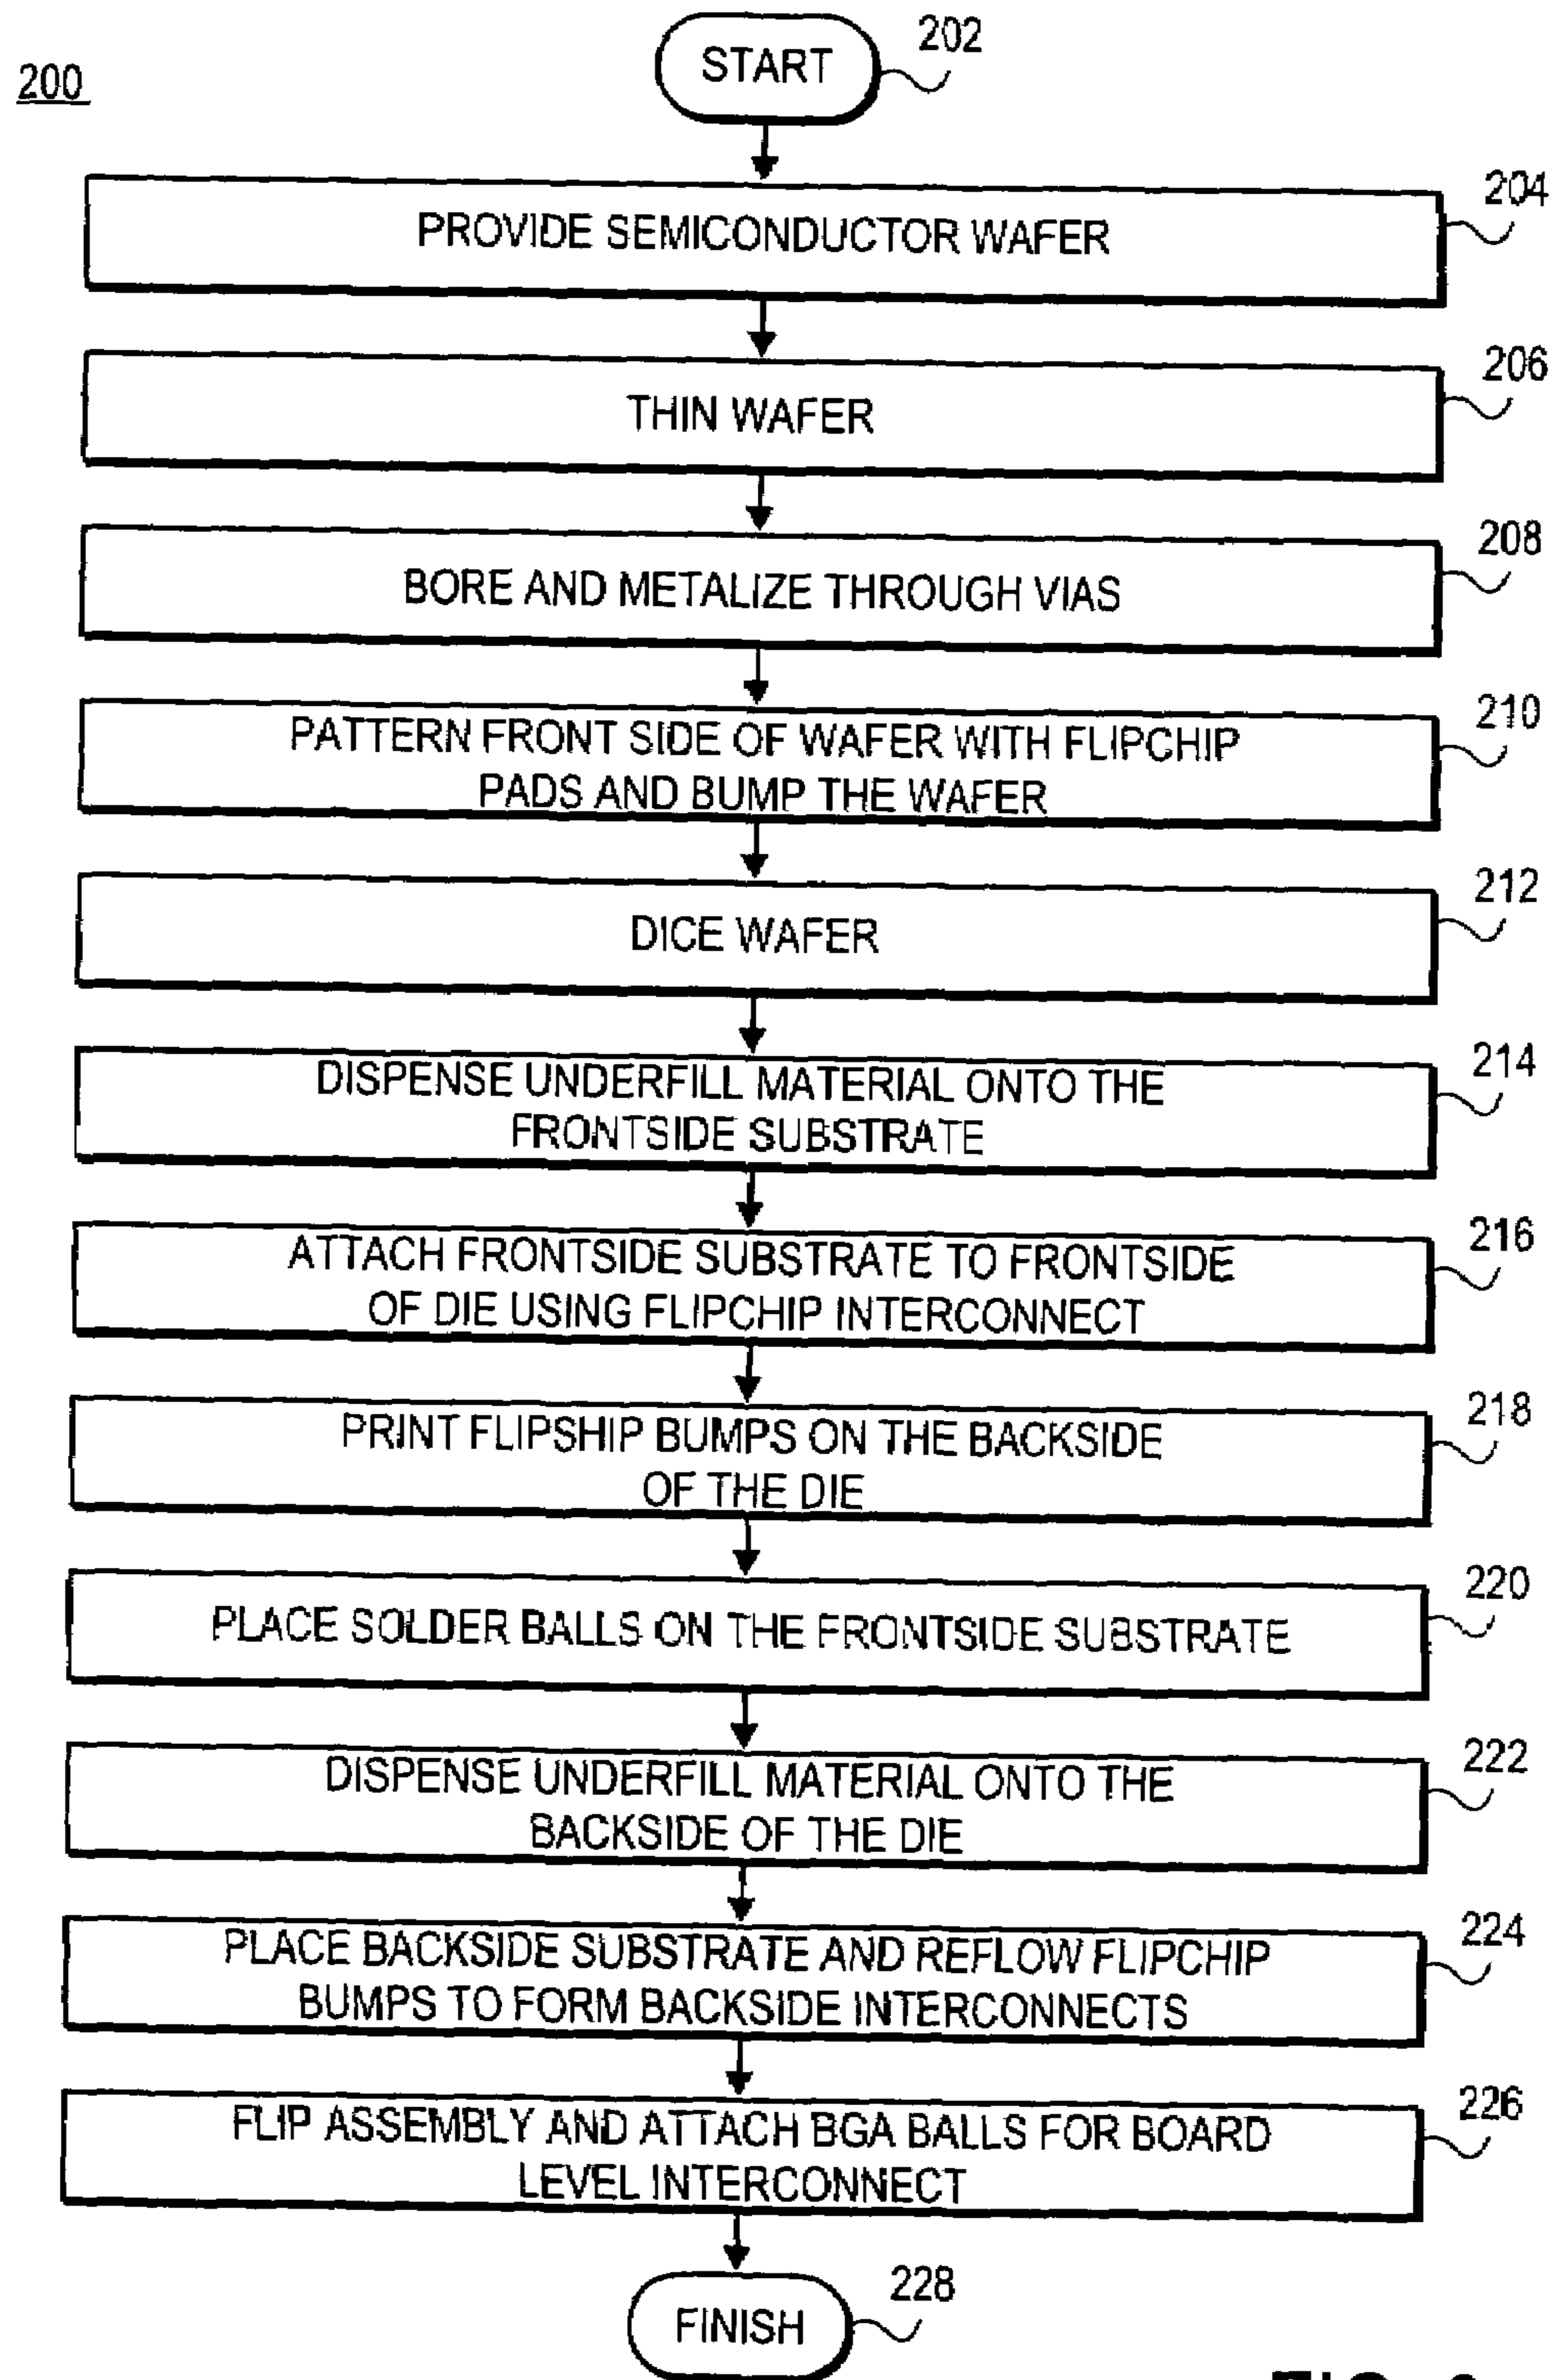 200
START
202
PROVIDE SEMICONDUCTOR WAFER
204
THIN WAFER
206
BORE AND METALIZE THROUGH VIAS
208
PATTERN FRONT SIDE OF WAFER WITH FLIPCHIP
PADS AND BUMP THE WAFER
210
DICE WAFER
212
DISPENSE UNDERFILL MATERIAL ONTO THE
FRONTSIDE SUBSTRATE
214
ATTACH FRONTSIDE SUBSTRATE TO FRONTSIDE
OF DIE USING FLIPCHIP INTERCONNECT
216
PRINT FLIPSHIP BUMPS ON THE BACKSIDE
OF THE DIE
218
PLACE SOLDER BALLS ON THE FRONTSIDE SUBSTRATE
220
DISPENSE UNDERFILL MATERIAL ONTO THE
BACKSIDE OF THE DIE
222
PLACE BACKSIDE SUBSTRATE AND REFLOW FLIPCHIP
BUMPS TO FORM BACKSIDE INTERCONNECTS
224
FLIP ASSEMBLY AND ATTACH BGA BALLS FOR BOARD
LEVEL INTERCONNECT
226
FINISH
228